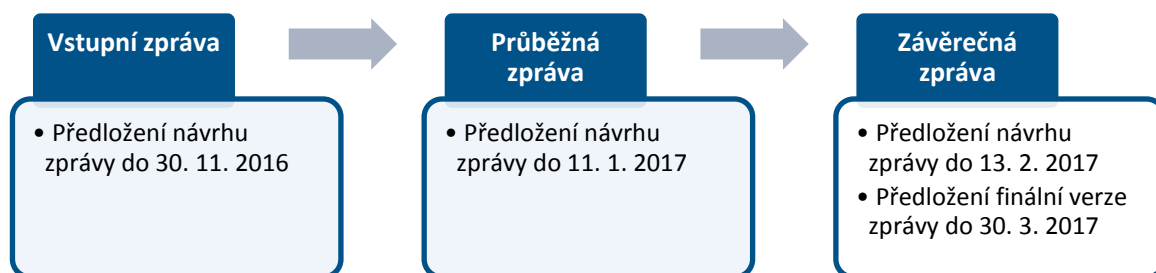 Vstupní zpráva
• Předložení návrhu
zprávy do 30. 11. 2016
Průběžná
zpráva
• Předložení návrhu
zprávy do 11. 1. 2017
Závěrečná
zpráva
• Předložení návrhu
zprávy do 13. 2. 2017
• Předložení finální verze
zprávy do 30. 3. 2017